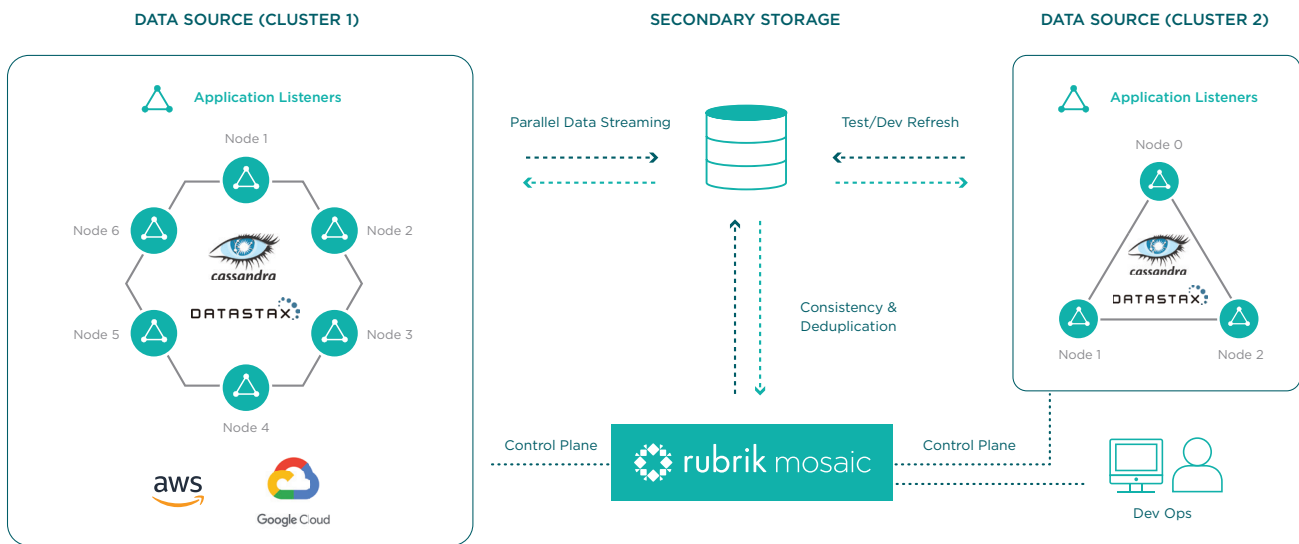 DATA SOURCE (CLUSTER 1)
SECONDARY STORAGE
DATA SOURCE (CLUSTER 2)
Application Listeners
Node 1
Node 6
Node 2
cassandra
DATASTAX
Node 5
Node 3
Node 4
aws
Google Cloud
Parallel Data Streaming
Test/Dev Refresh
Consistency &
Deduplication
Control Plane
rubrik mosaic
Control Plane
Application Listeners
Node 0
cassandra
DATASTAX
Node 1
Node 2
Dev Ops